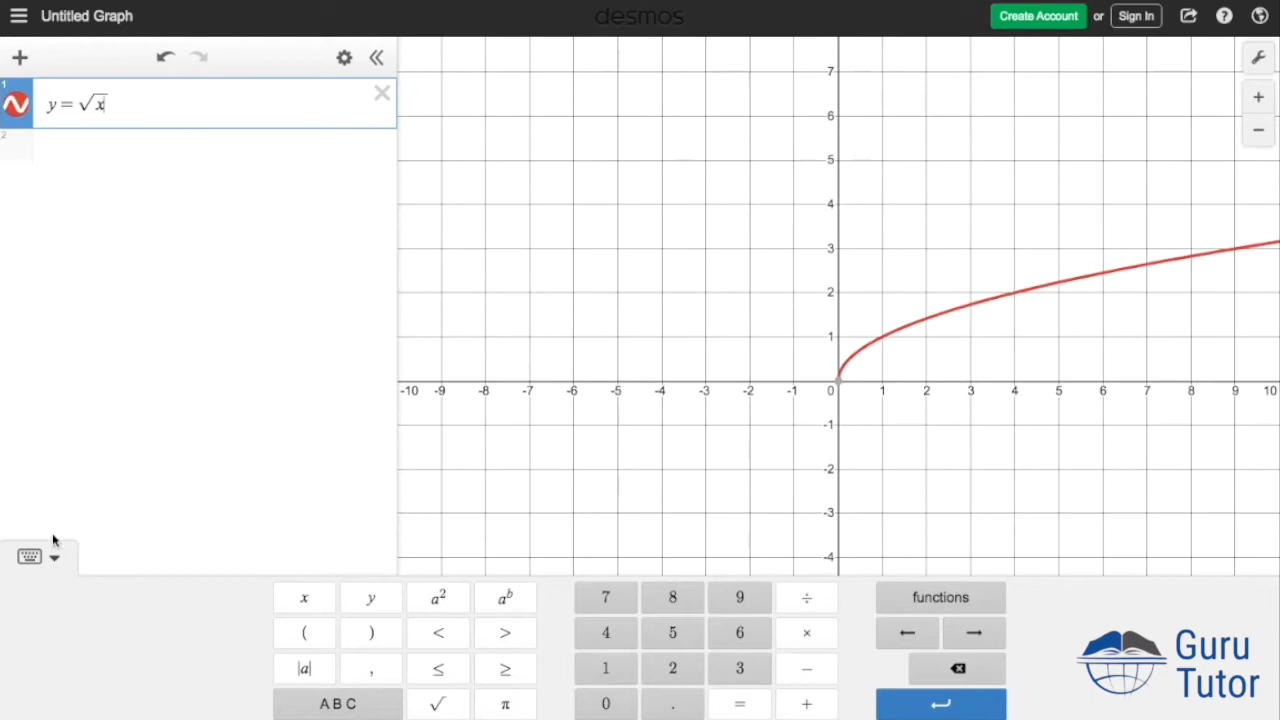 Untitled Graph
desmos
Create Account or Sign In
1
y = √x
2
7
6
5
4
3
2
1
-10 -9 -8 -7 -6 -5 -4 -3 -2 -1 0 1 2 3 4 5 6 7 8 9 10
-1
-2
-3
-4
x y a² aᵇ 7 8 9 ÷ functions
( ) < > 4 5 6 × ← →
|a| , ≤ ≥ 1 2 3 −
A B C √ π 0 . = +
Guru
Tutor